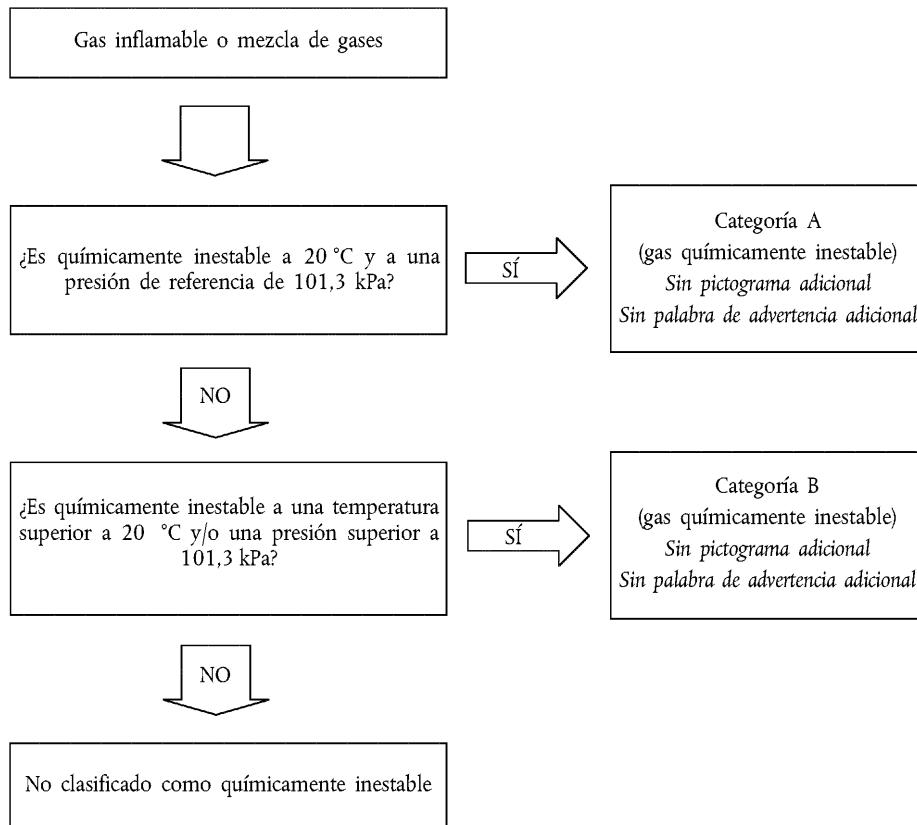 Gas inflamable o mezcla de gases
¿Es químicamente inestable a 20 °C y a una
presión de referencia de 101,3 kPa?
SÍ
Categoría A
(gas químicamente inestable)
Sin pictograma adicional
Sin palabra de advertencia adicional
NO
¿Es químicamente inestable a una temperatura
superior a 20 °C y/o una presión superior a
101,3 kPa?
SÍ
Categoría B
(gas químicamente inestable)
Sin pictograma adicional
Sin palabra de advertencia adicional
NO
No clasificado como químicamente inestable